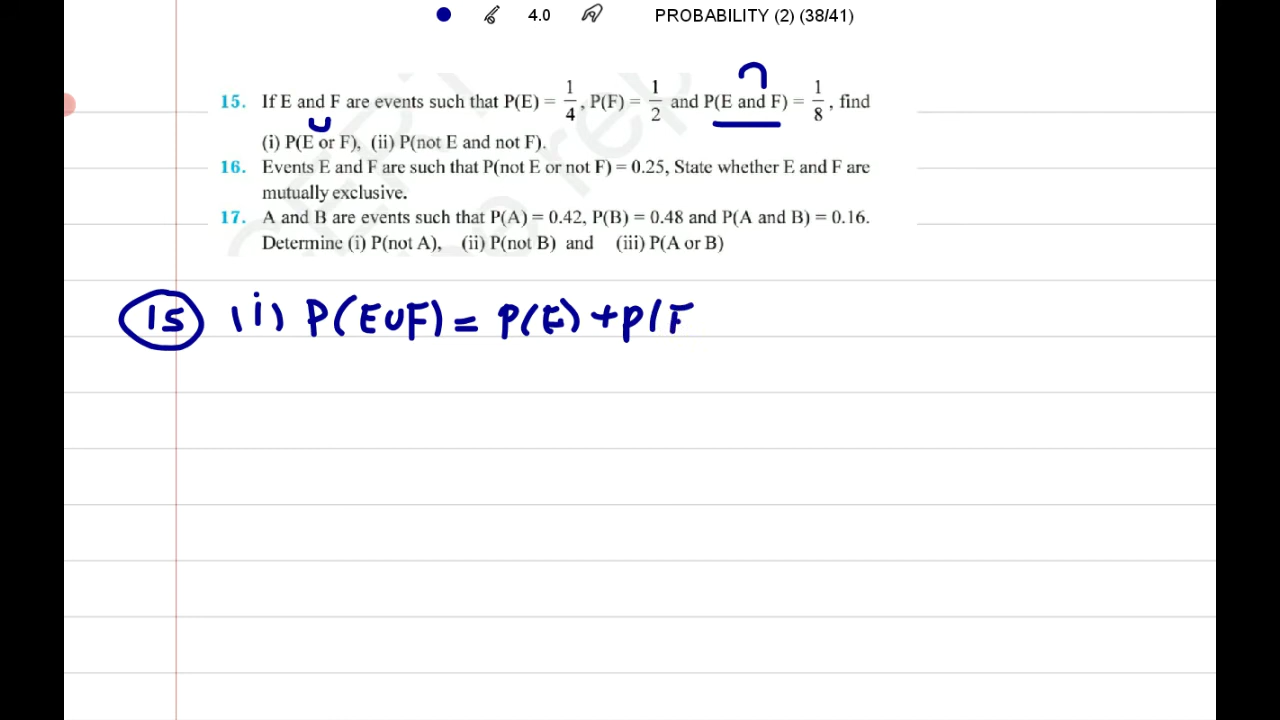 4.0 PROBABILITY (2) (38/41)
15. If E and F are events such that P(E) = 1/4, P(F) = 1/2 and P(E and F) = 1/8, find
(i) P(E or F), (ii) P(not E and not F).
16. Events E and F are such that P(not E or not F) = 0.25, State whether E and F are
mutually exclusive.
17. A and B are events such that P(A) = 0.42, P(B) = 0.48 and P(A and B) = 0.16.
Determine (i) P(not A), (ii) P(not B) and (iii) P(A or B)
15 (i) P(E∪F) = P(E) + P(F